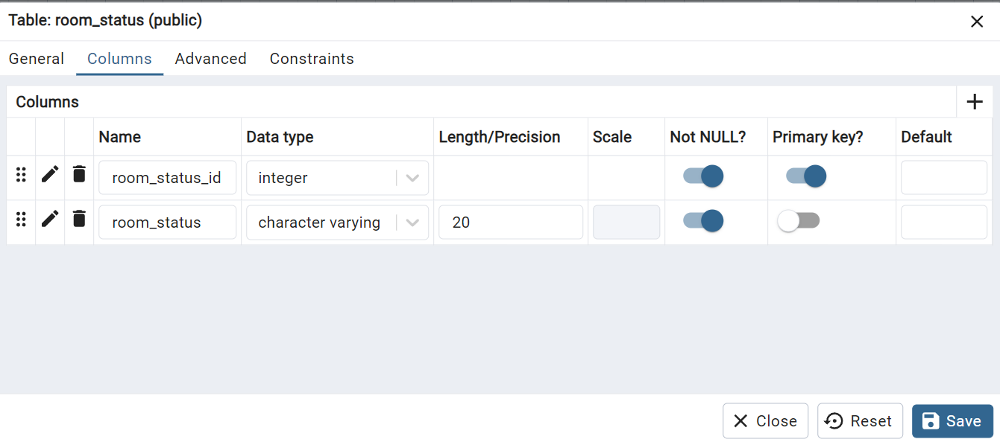 Table: room_status (public)
General Columns Advanced Constraints
Columns
Name Data type Length/Precision Scale Not NULL? Primary key? Default
room_status_id integer
room_status character varying 20
Close Reset Save